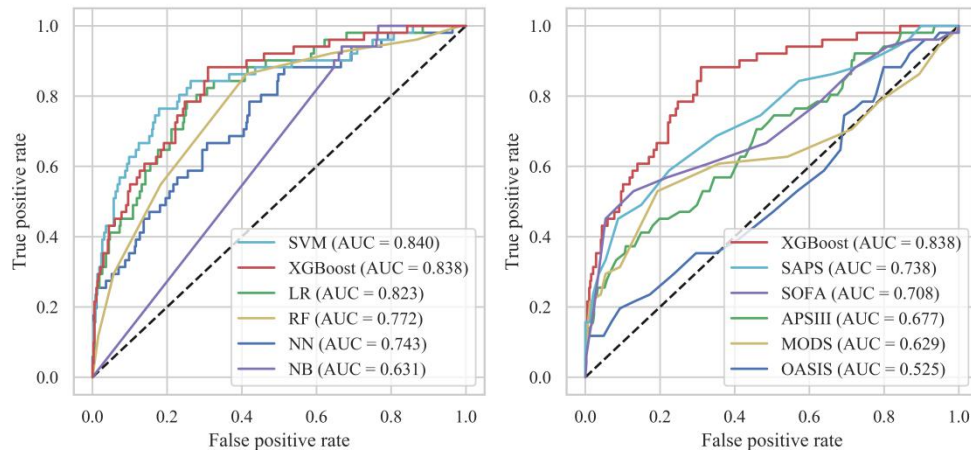 True positive rate
1.0
0.8
0.6
0.4
0.2
0.0
SVM (AUC = 0.840)
XGBoost (AUC = 0.838)
LR (AUC = 0.823)
RF (AUC = 0.772)
NN (AUC = 0.743)
NB (AUC = 0.631)
0.0 0.2 0.4 0.6 0.8 1.0
False positive rate
True positive rate
1.0
0.8
0.6
0.4
0.2
0.0
XGBoost (AUC = 0.838)
SAPS (AUC = 0.738)
SOFA (AUC = 0.708)
APSIII (AUC = 0.677)
MODS (AUC = 0.629)
OASIS (AUC = 0.525)
0.0 0.2 0.4 0.6 0.8 1.0
False positive rate